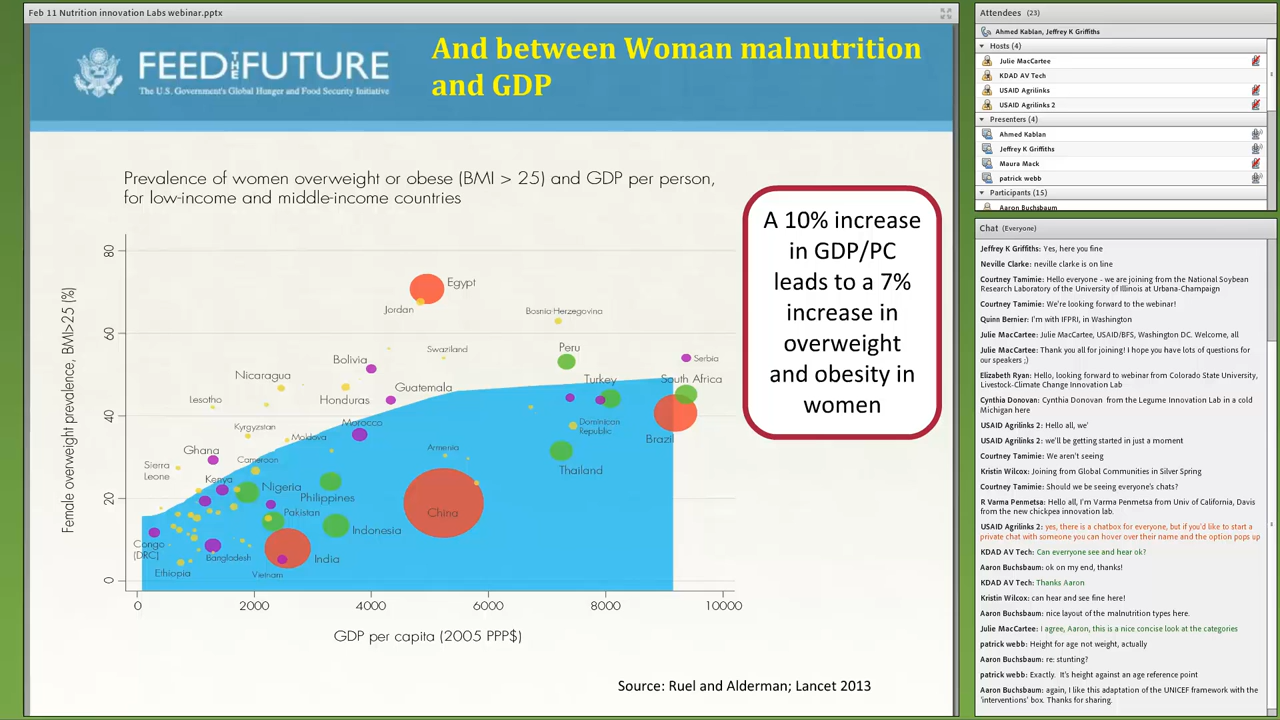 Feb 11 Nutrition innovation Labs webinar.pptx
FEED THE FUTURE
The U.S. Government's Global Hunger and Food Security Initiative
And between Woman malnutrition
and GDP
Prevalence of women overweight or obese (BMI > 25) and GDP per person,
for low-income and middle-income countries
Female overweight prevalence, BMI>25 (%)
80
60
40
20
0
Egypt
Jordan
Bosnia-Herzegovina
Swaziland
Peru
Serbia
Bolivia
Nicaragua
Guatemala
Turkey
South Africa
Lesotho
Honduras
Morocco
Dominican
Republic
Brazil
Kyrgyzstan
Moldova
Ghana
Armenia
Cameroon
Sierra
Leone
Thailand
Kenya
Nigeria
Philippines
Pakistan
China
Indonesia
Congo
(DRC)
Bangladesh
India
Ethiopia
Vietnam
0
2000
4000
6000
8000
10000
GDP per capita (2005 PPP$)
A 10% increase
in GDP/PC
leads to a 7%
increase in
overweight
and obesity in
women
Source: Ruel and Alderman; Lancet 2013
Attendees (23)
Ahmed Kablan, Jeffrey K Griffiths
Hosts (4)
Julie MacCartee
KDAD AV Tech
USAID Agrilinks
USAID Agrilinks 2
Presenters (4)
Ahmed Kablan
Jeffrey K Griffiths
Maura Mack
patrick webb
Participants (15)
Aaron Buchsbaum
Chat (Everyone)
Jeffrey K Griffiths: Yes, here you fine
Neville Clarke: neville clarke is on line
Courtney Tamimie: Hello everyone - we are joining from the National Soybean
Research Laboratory of the University of Illinois at Urbana-Champaign
Courtney Tamimie: We're looking forward to the webinar!
Quinn Bernier: I'm with IFPRI, in Washington
Julie MacCartee: Julie MacCartee, USAID/BFS, Washington DC. Welcome, all
Julie MacCartee: Thank you all for joining! I hope you have lots of questions for
our speakers ;)
Elizabeth Ryan: Hello, looking forward to webinar from Colorado State University,
Livestock-Climate Change Innovation Lab
Cynthia Donovan: Cynthia Donovan from the Legume Innovation Lab in a cold
Michigan here
USAID Agrilinks 2: Hello all, we'
USAID Agrilinks 2: we'll be getting started in just a moment
Courtney Tamimie: We aren't seeing
Kristin Wilcox: Joining from Global Communities in Silver Spring
Courtney Tamimie: Should we be seeing everyone's chats?
R Varma Penmetsa: Hello all, I'm Varma Penmetsa from Univ of California, Davis
from the new chickpea innovation lab.
USAID Agrilinks 2: yes, there is a chatbox for everyone, but if you'd like to start a
private chat with someone you can hover over their name and the option pops up
KDAD AV Tech: Can everyone see and hear ok?
Aaron Buchsbaum: ok on my end, thanks!
KDAD AV Tech: Thanks Aaron
Kristin Wilcox: can hear and see fine here!
Aaron Buchsbaum: nice layout of the malnutrition types here.
Julie MacCartee: I agree, Aaron, this is a nice concise look at the categories
patrick webb: Height for age not weight, actually
Aaron Buchsbaum: re: stunting?
patrick webb: Exactly. It's height against an age reference point
Aaron Buchsbaum: again, I like this adaptation of the UNICEF framework with the
'interventions' box. Thanks for sharing.